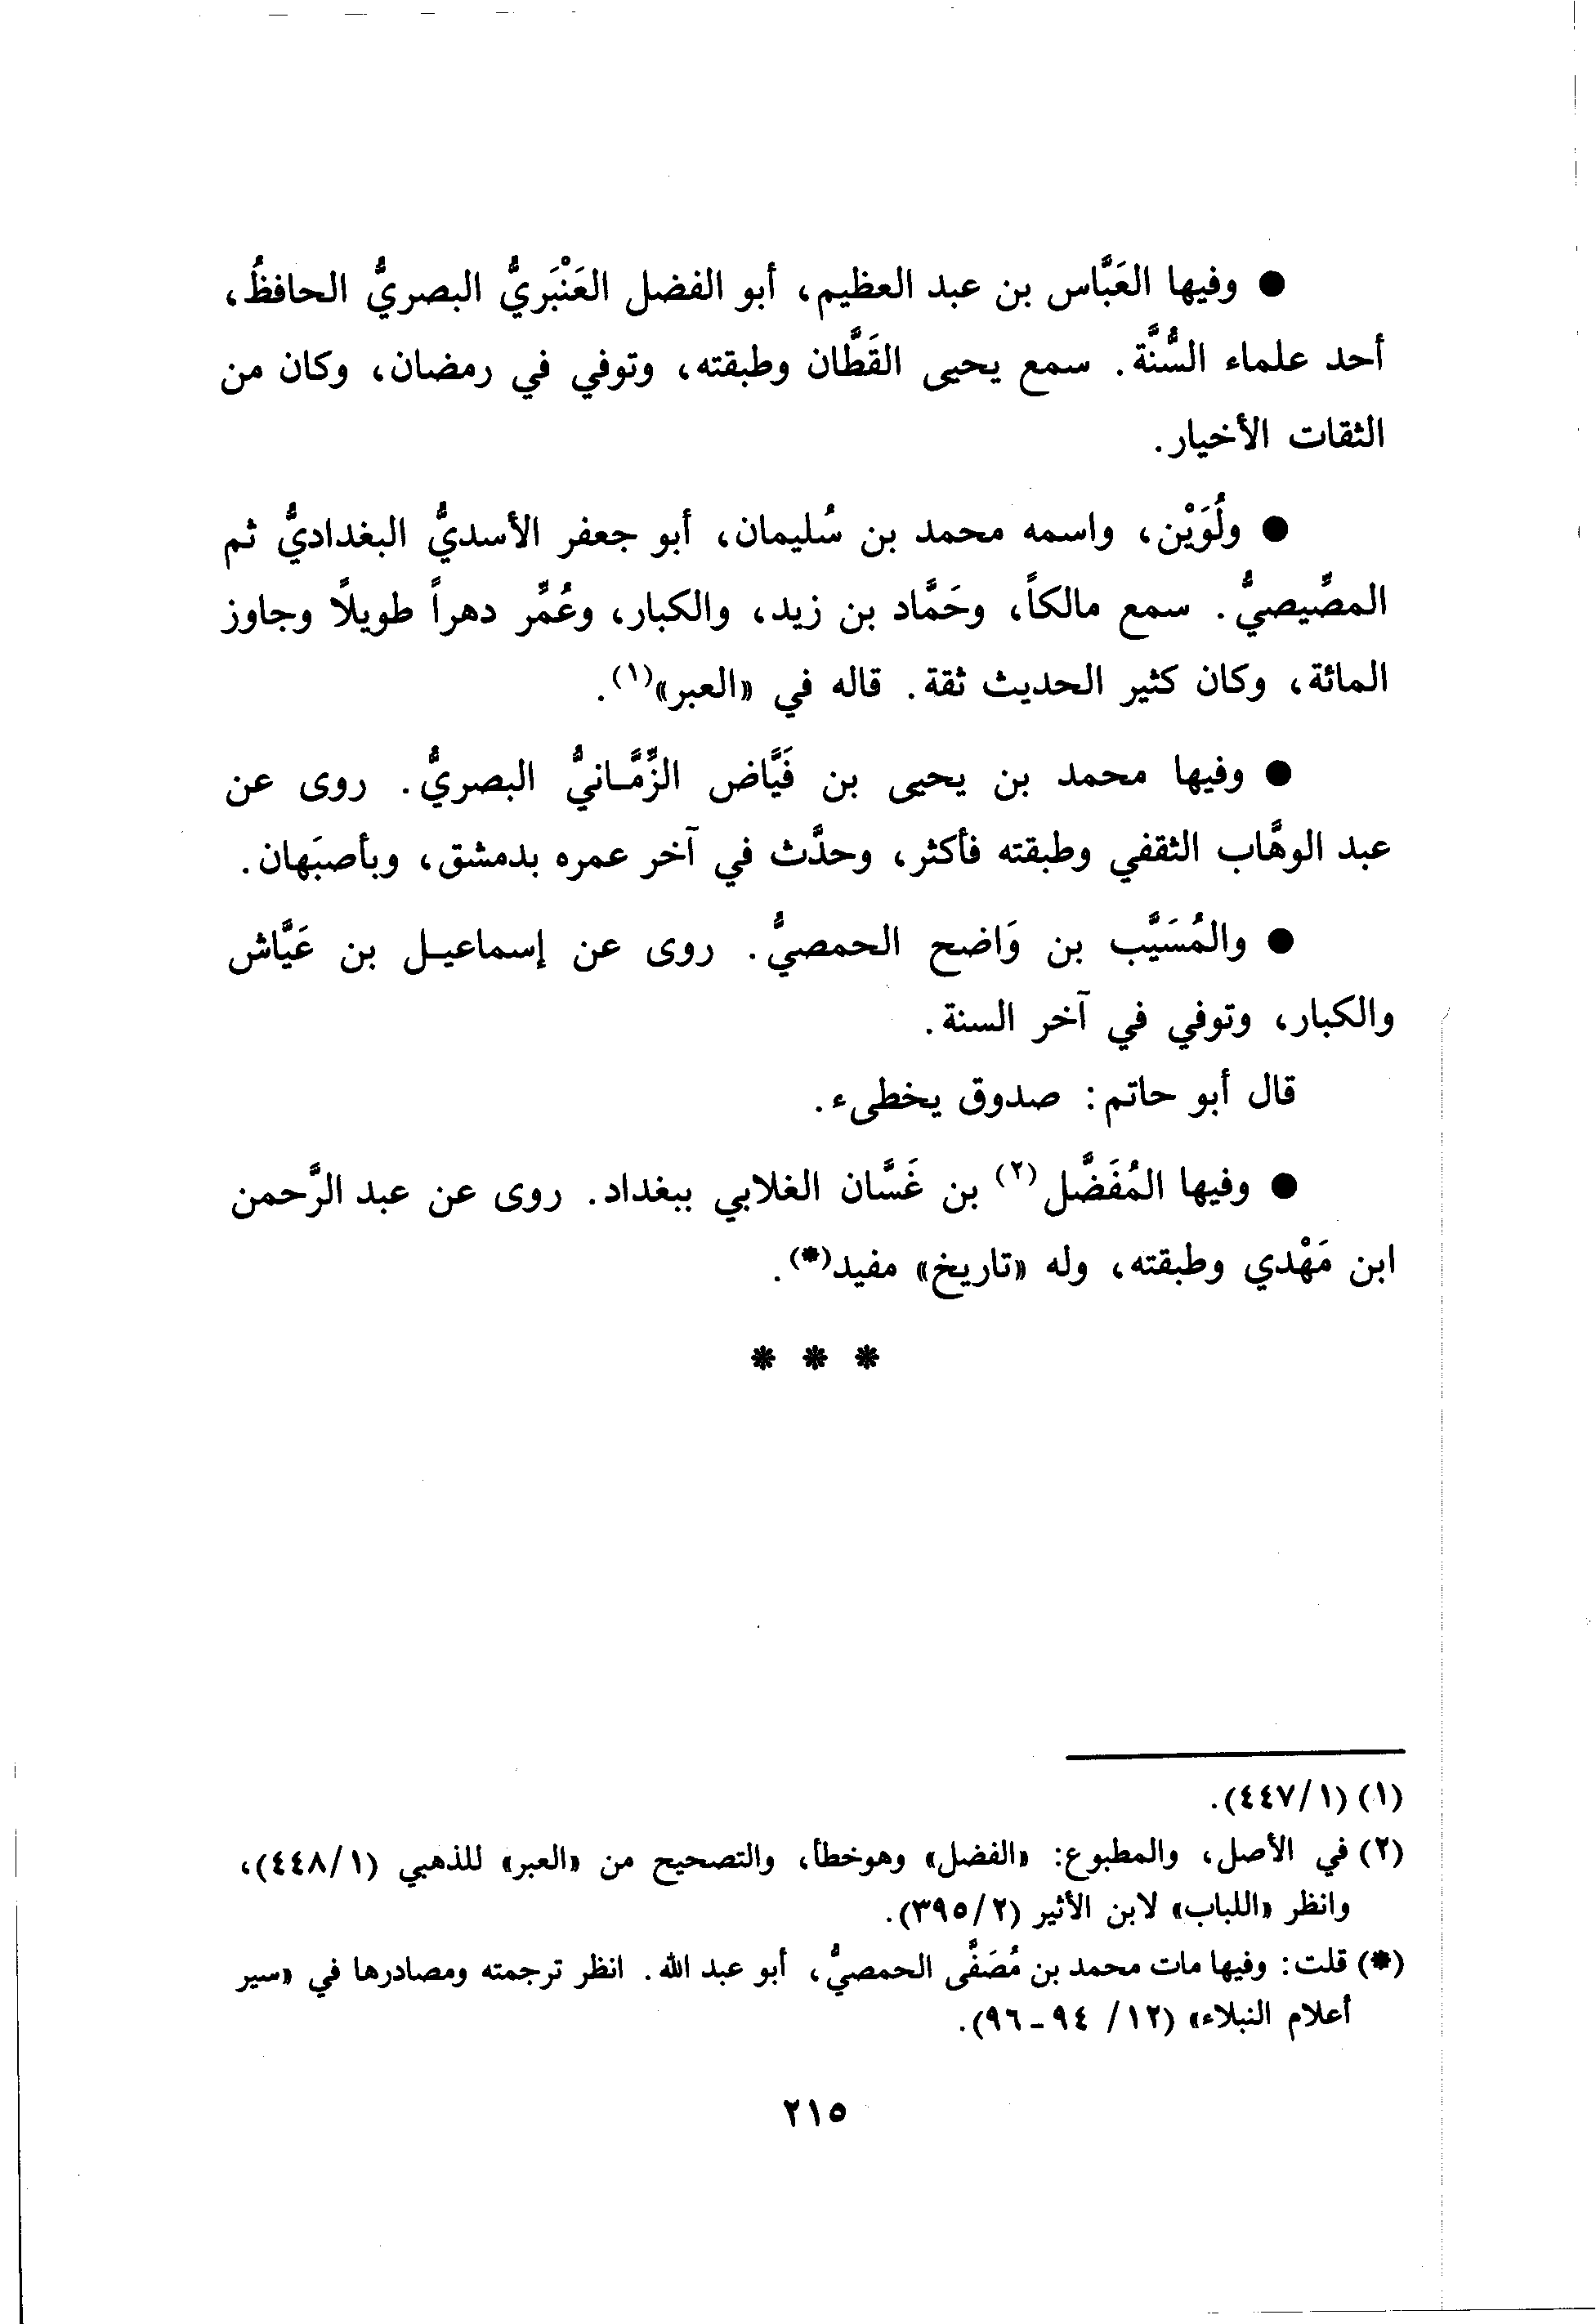 ● وفيها العَبَّاس بن عبد العظيم، أبو الفضل العَنْبَريُّ البصريُّ الحافظُ،
أحد علماء السُّنَّة. سمع يحيى القَطَّان وطبقته، وتوفي في رمضان، وكان من
الثقات الأخيار.
● ولُوَيْن، واسمه محمد بن سُليمان، أبو جعفر الأسديُّ البغداديُّ ثم
المصِّيصيُّ. سمع مالكاً، وحَمَّاد بن زيد، والكبار، وعُمِّر دهراً طويلاً وجاوز
المائة، وكان كثير الحديث ثقة. قاله في «العبر»(١).
● وفيها محمد بن يحيى بن فَيَّاض الزِّمَّـانيُّ البصريُّ. روى عن
عبد الوهَّاب الثقفي وطبقته فأكثر، وحدَّث في آخر عمره بدمشق، وبأصبَهان.
● والمُسَيَّب بن وَاضح الحمصيُّ. روى عن إسماعيـل بن عَيَّاش
والكبار، وتوفي في آخر السنة.
قال أبو حاتم: صدوق يخطىء.
● وفيها المُفَضَّل(٢) بن غَسَّان الغلابي ببغداد. روى عن عبد الرَّحمن
ابن مَهْدي وطبقته، وله «تاريخ» مفيد(*).
* * *
(١) (٤٤٧/١).
(٢) في الأصل، والمطبوع: «الفضل» وهوخطأ، والتصحيح من «العبر» للذهبي (٤٤٨/١)،
وانظر «اللباب» لابن الأثير (٣٩٥/٢).
(*) قلت: وفيها مات محمد بن مُصَفَّى الحمصيُّ، أبو عبد الله. انظر ترجمته ومصادرها في «سير
أعلام النبلاء» (١٢/ ٩٤ - ٩٦).
٢١٥